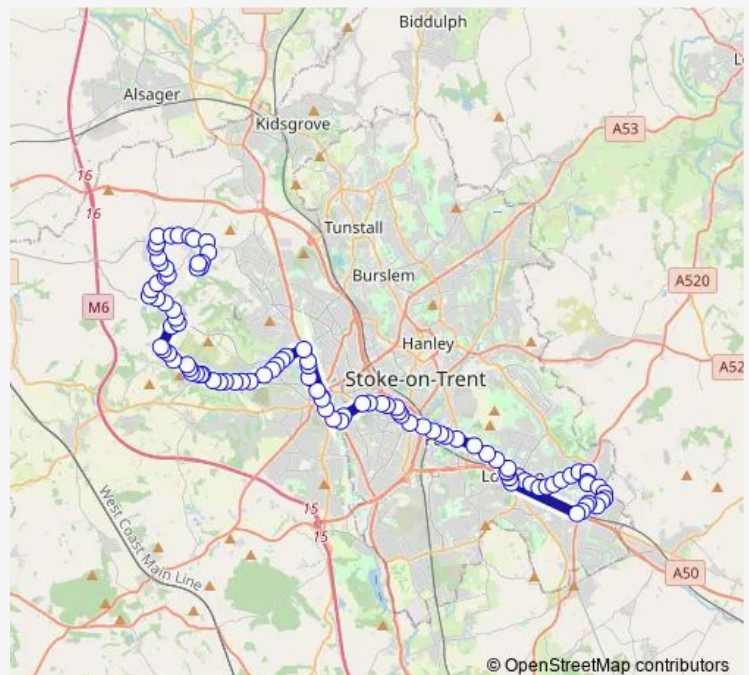 Biddulph
Alsager
Kidsgrove
A53
16
16
Tunstall
Burslem
A520
M6
Hanley
A52
Stoke-on-Trent
15
15
West Coast Main Line
A50
© OpenStreetMap contributors